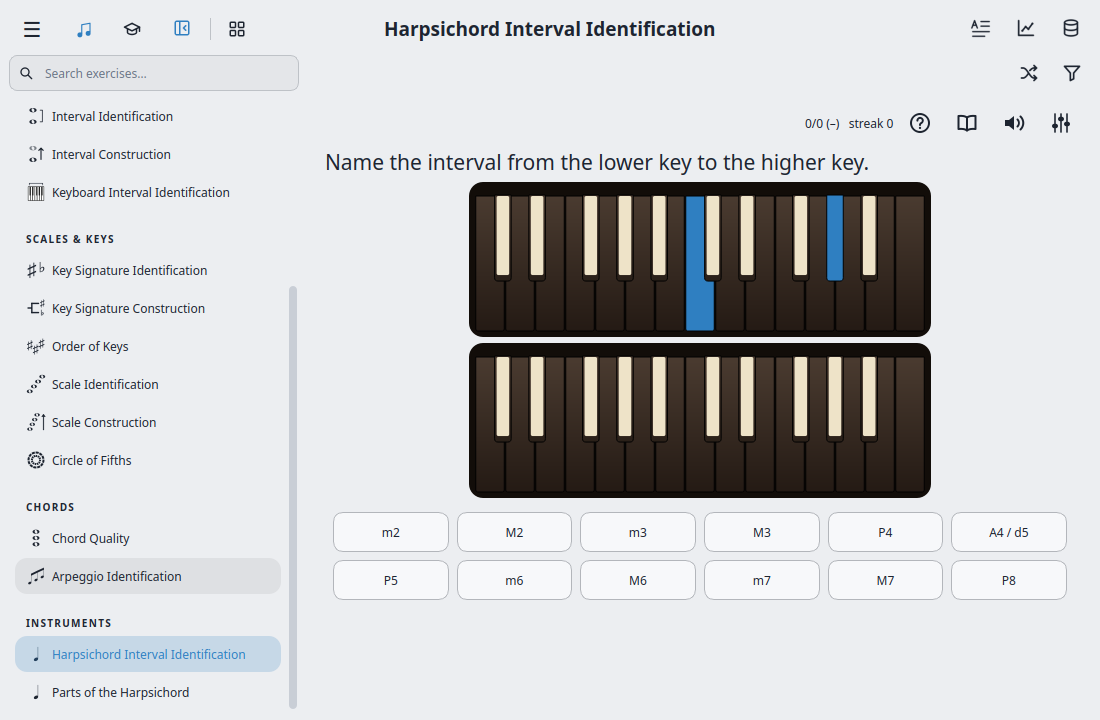 Harpsichord Interval Identification
Search exercises...
Interval Identification
Interval Construction
Keyboard Interval Identification
SCALES & KEYS
Key Signature Identification
Key Signature Construction
Order of Keys
Scale Identification
Scale Construction
Circle of Fifths
CHORDS
Chord Quality
Arpeggio Identification
INSTRUMENTS
Harpsichord Interval Identification
Parts of the Harpsichord
0/0 (–) streak 0
Name the interval from the lower key to the higher key.
m2 M2 m3 M3 P4 A4 / d5
P5 m6 M6 m7 M7 P8